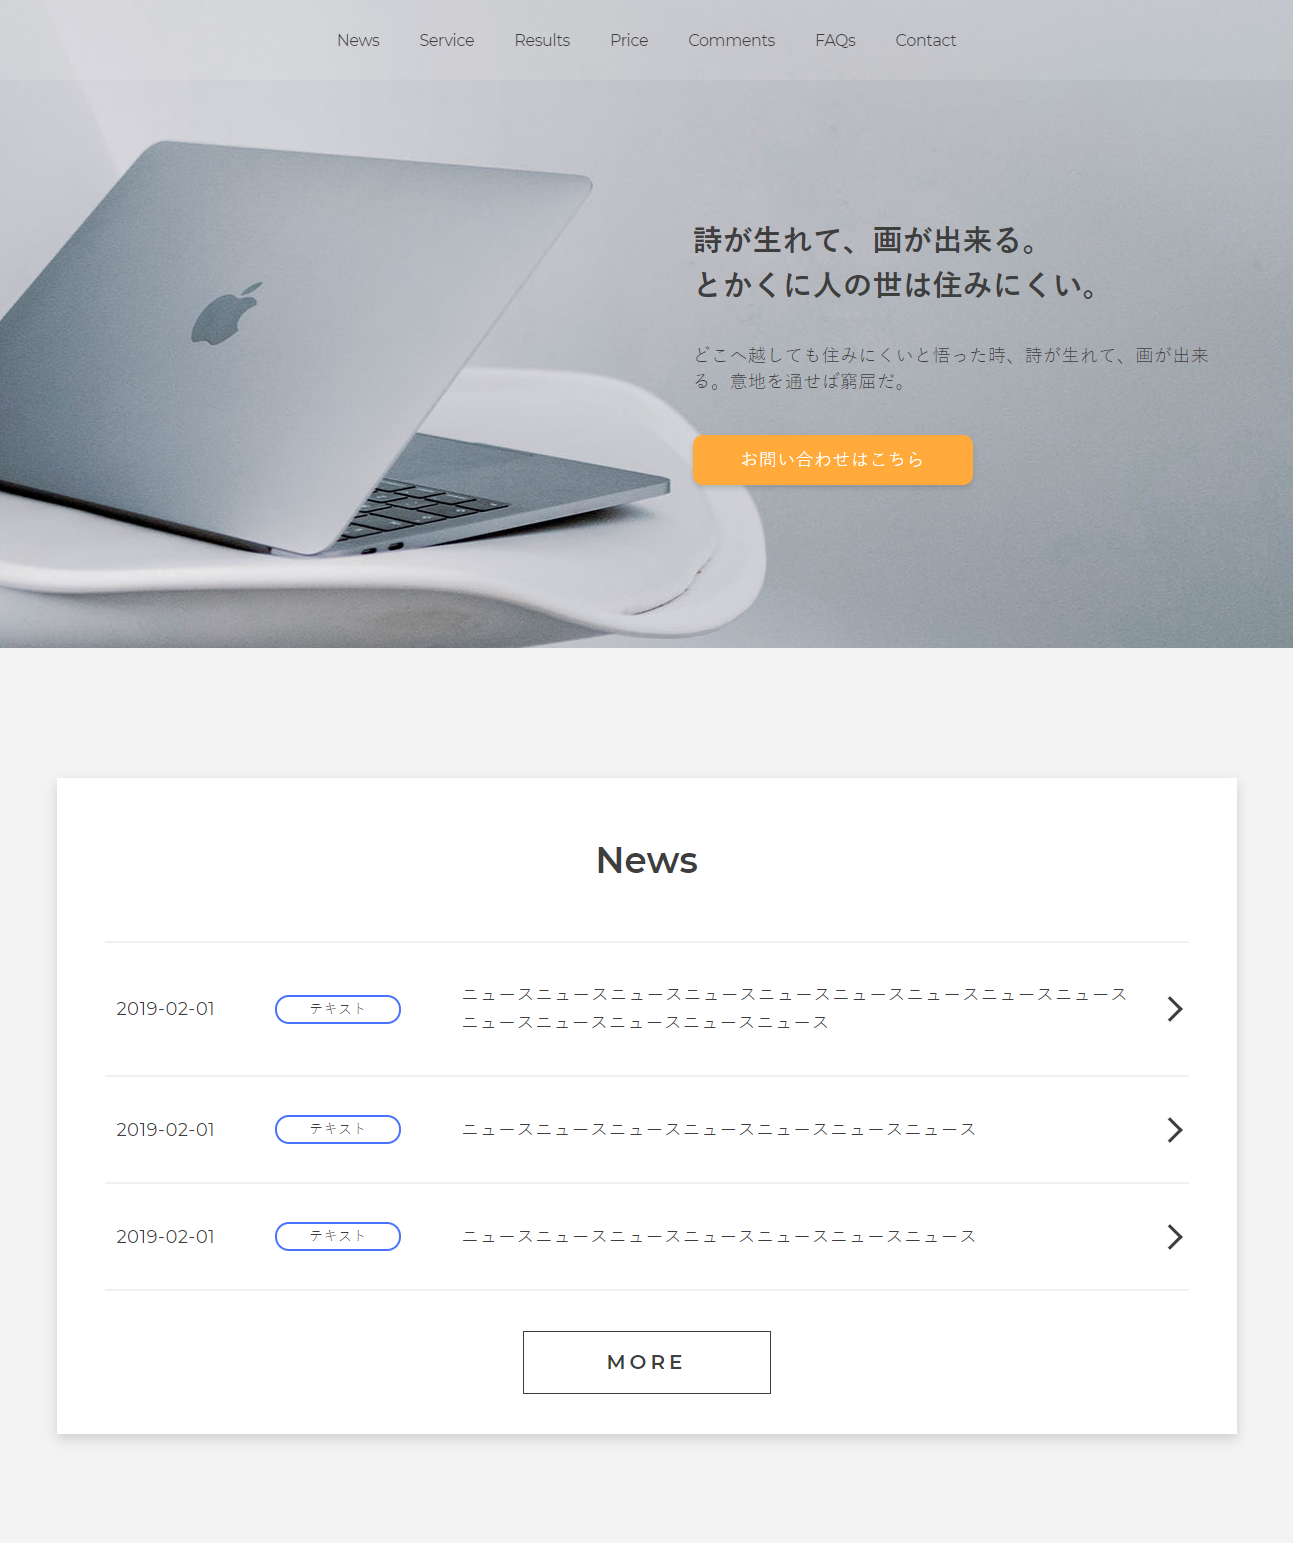 News Service Results Price Comments FAQs Contact
詩が生れて、画が出来る。
とかくに人の世は住みにくい。
どこへ越しても住みにくいと悟った時、詩が生れて、画が出来
る。意地を通せば窮屈だ。
お問い合わせはこちら
News
2019-02-01 テキスト ニュースニュースニュースニュースニュースニュースニュースニュースニュース
ニュースニュースニュースニュースニュース
2019-02-01 テキスト ニュースニュースニュースニュースニュースニュースニュース
2019-02-01 テキスト ニュースニュースニュースニュースニュースニュースニュース
MORE